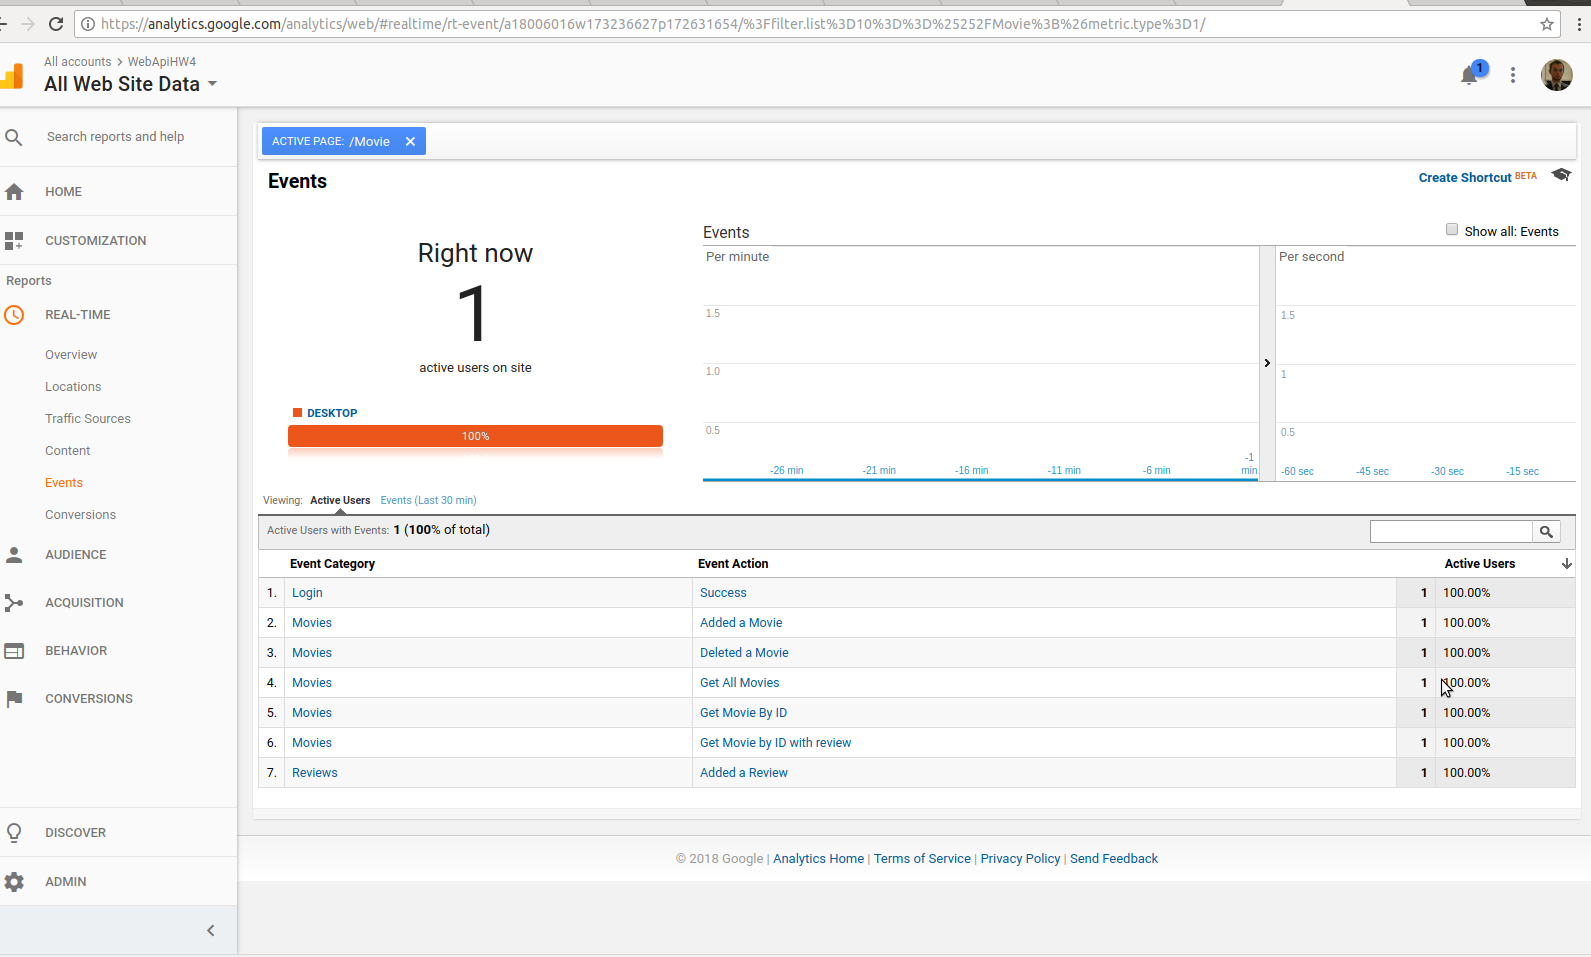 https://analytics.google.com/analytics/web/#realtime/rt-event/a18006016w173236627p172631654/%3Ffilter.list%3D10%3D%3D%25252FMovie%3B%26metric.type%3D1/
All accounts > WebApiHW4
All Web Site Data
1
Search reports and help
HOME
CUSTOMIZATION
Reports
REAL-TIME
Overview
Locations
Traffic Sources
Content
Events
Conversions
AUDIENCE
ACQUISITION
BEHAVIOR
CONVERSIONS
DISCOVER
ADMIN
ACTIVE PAGE: /Movie
Events
Create Shortcut BETA
Right now
1
active users on site
DESKTOP
100%
Events
Show all: Events
Per minute
1.5
1.0
0.5
-26 min -21 min -16 min -11 min -6 min -1 min
Per second
1.5
1
0.5
-60 sec -45 sec -30 sec -15 sec
Viewing: Active Users Events (Last 30 min)
Active Users with Events: 1 (100% of total)
Event Category Event Action Active Users
1. Login Success 1 100.00%
2. Movies Added a Movie 1 100.00%
3. Movies Deleted a Movie 1 100.00%
4. Movies Get All Movies 1 100.00%
5. Movies Get Movie By ID 1 100.00%
6. Movies Get Movie by ID with review 1 100.00%
7. Reviews Added a Review 1 100.00%
© 2018 Google | Analytics Home | Terms of Service | Privacy Policy | Send Feedback